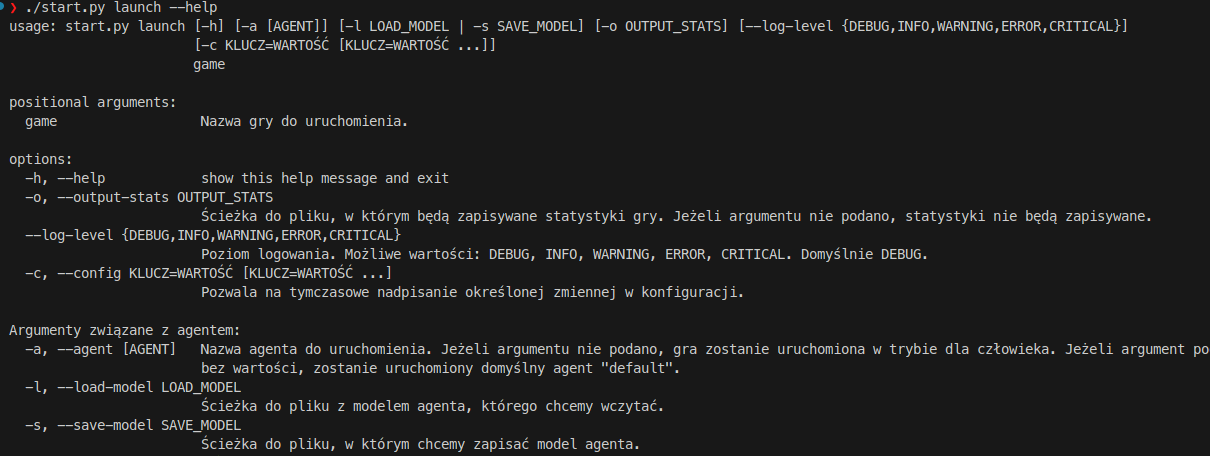 ❯ ./start.py launch --help
usage: start.py launch [-h] [-a [AGENT]] [-l LOAD_MODEL | -s SAVE_MODEL] [-o OUTPUT_STATS] [--log-level {DEBUG,INFO,WARNING,ERROR,CRITICAL}]
[-c KLUCZ=WARTOŚĆ [KLUCZ=WARTOŚĆ ...]]
game
positional arguments:
game Nazwa gry do uruchomienia.
options:
-h, --help show this help message and exit
-o, --output-stats OUTPUT_STATS
Ścieżka do pliku, w którym będą zapisywane statystyki gry. Jeżeli argumentu nie podano, statystyki nie będą zapisywane.
--log-level {DEBUG,INFO,WARNING,ERROR,CRITICAL}
Poziom logowania. Możliwe wartości: DEBUG, INFO, WARNING, ERROR, CRITICAL. Domyślnie DEBUG.
-c, --config KLUCZ=WARTOŚĆ [KLUCZ=WARTOŚĆ ...]
Pozwala na tymczasowe nadpisanie określonej zmiennej w konfiguracji.
Argumenty związane z agentem:
-a, --agent [AGENT] Nazwa agenta do uruchomienia. Jeżeli argumentu nie podano, gra zostanie uruchomiona w trybie dla człowieka. Jeżeli argument po
bez wartości, zostanie uruchomiony domyślny agent "default".
-l, --load-model LOAD_MODEL
Ścieżka do pliku z modelem agenta, którego chcemy wczytać.
-s, --save-model SAVE_MODEL
Ścieżka do pliku, w którym chcemy zapisać model agenta.